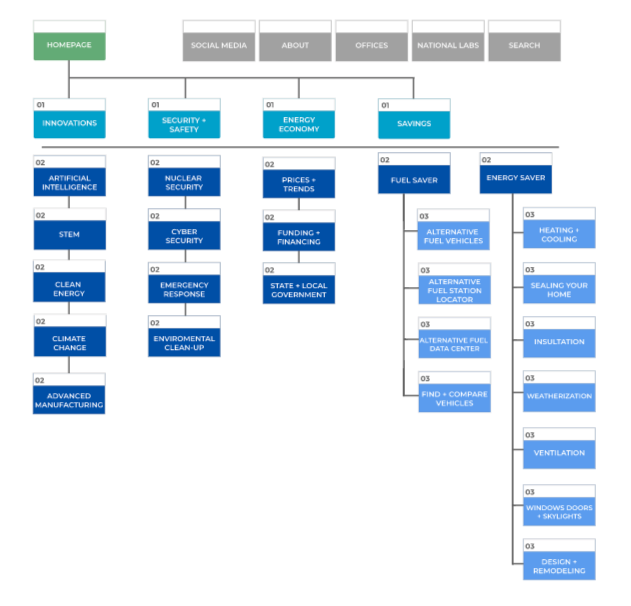 HOMEPAGE
SOCIAL MEDIA
ABOUT
OFFICES
NATIONAL LABS
SEARCH
01
INNOVATIONS
01
SECURITY +
SAFETY
01
ENERGY
ECONOMY
01
SAVINGS
02
ARTIFICIAL
INTELLIGENCE
02
STEM
02
CLEAN
ENERGY
02
CLIMATE
CHANGE
02
ADVANCED
MANUFACTURING
02
NUCLEAR
SECURITY
02
CYBER
SECURITY
02
EMERGENCY
RESPONSE
02
ENVIROMENTAL
CLEAN-UP
02
PRICES +
TRENDS
02
FUNDING +
FINANCING
02
STATE + LOCAL
GOVERNMENT
02
FUEL SAVER
03
ALTERNATIVE
FUEL VEHICLES
03
ALTERNATIVE
FUEL STATION
LOCATOR
03
ALTERNATIVE FUEL
DATA CENTER
03
FIND + COMPARE
VEHICLES
02
ENERGY SAVER
03
HEATING +
COOLING
03
SEALING YOUR
HOME
03
INSULTATION
03
WEATHERIZATION
03
VENTILATION
03
WINDOWS DOORS
+ SKYLIGHTS
03
DESIGN +
REMODELING